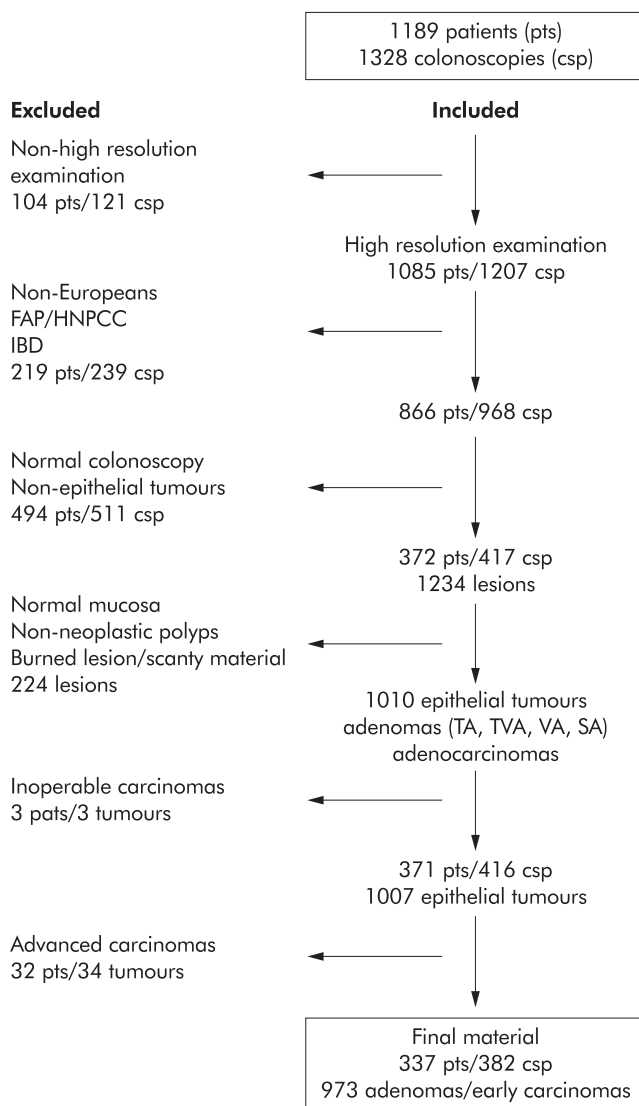 1189 patients (pts)
1328 colonoscopies (csp)
Excluded
Included
Non-high resolution
examination
104 pts/121 csp
High resolution examination
1085 pts/1207 csp
Non-Europeans
FAP/HNPCC
IBD
219 pts/239 csp
866 pts/968 csp
Normal colonoscopy
Non-epithelial tumours
494 pts/511 csp
372 pts/417 csp
1234 lesions
Normal mucosa
Non-neoplastic polyps
Burned lesion/scanty material
224 lesions
1010 epithelial tumours
adenomas (TA, TVA, VA, SA)
adenocarcinomas
Inoperable carcinomas
3 pats/3 tumours
371 pts/416 csp
1007 epithelial tumours
Advanced carcinomas
32 pts/34 tumours
Final material
337 pts/382 csp
973 adenomas/early carcinomas